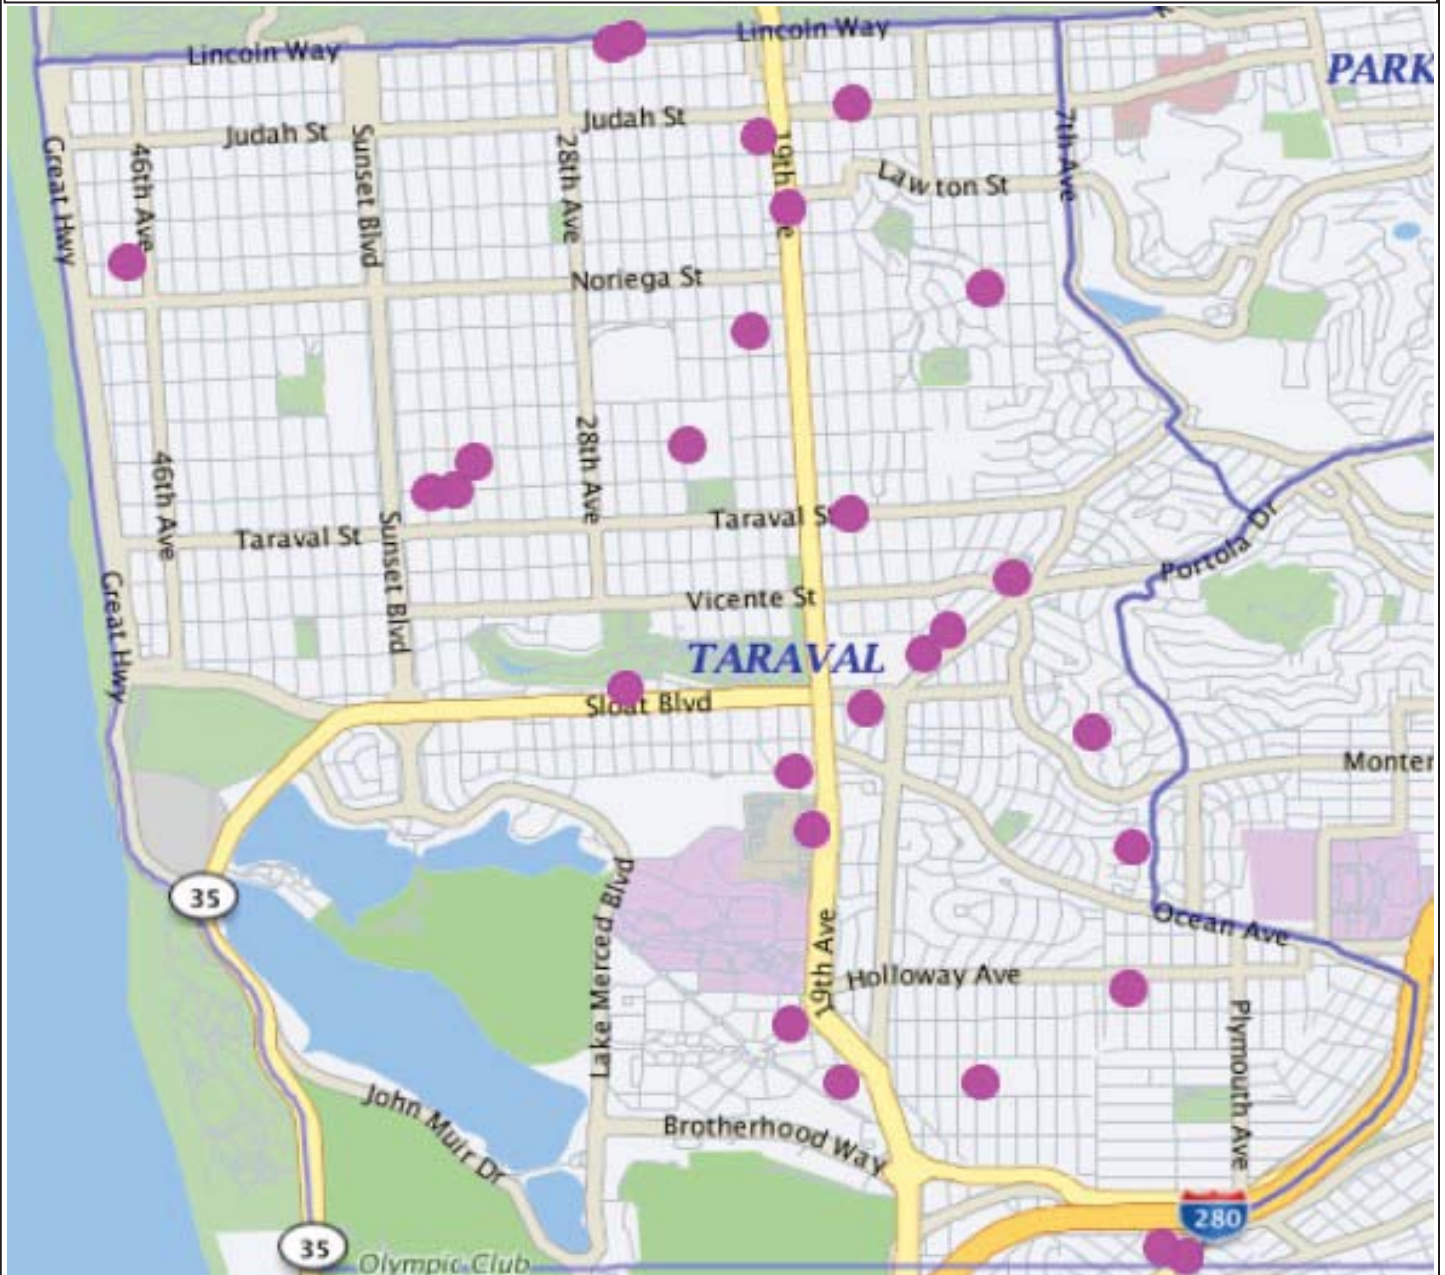 Lincoln Way
Lincoln Way
PARK
Judah St
Judah St
Great Hwy
46th Ave
Sunset Blvd
28th Ave
19th
7th Ave
Lawton St
Noriega St
46th Ave
28th Ave
Taraval St
Taraval S
Sunset Blvd
Portola Dr
Great Hwy
Vicente St
TARAVAL
Sloat Blvd
Monter
35
Lake Merced Blvd
19th Ave
Ocean Ave
Holloway Ave
Plymouth Ave
John Muir Dr
Brotherhood Way
280
35
Olympic Club